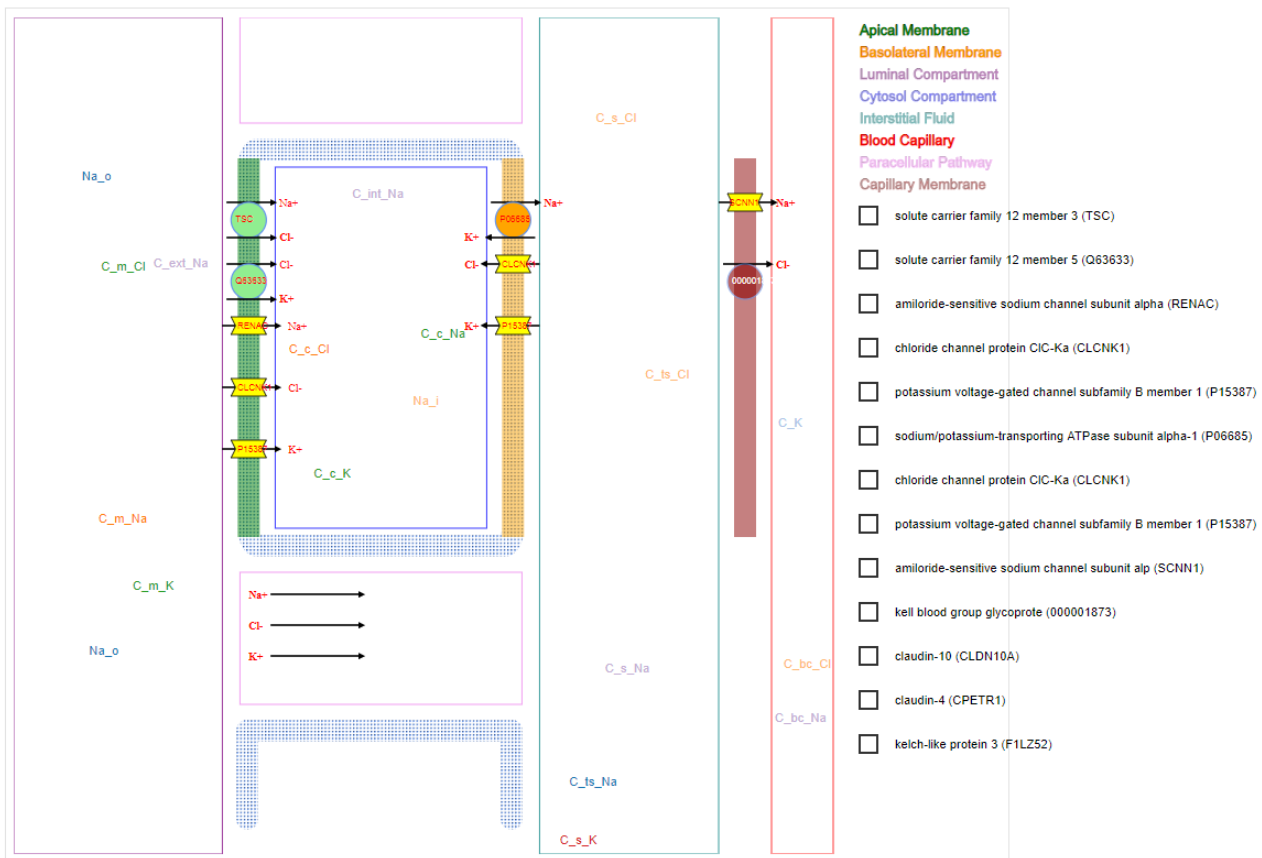 Apical Membrane
Basolateral Membrane
Luminal Compartment
Cytosol Compartment
Interstitial Fluid
Blood Capillary
Paracellular Pathway
Capillary Membrane
solute carrier family 12 member 3 (TSC)
solute carrier family 12 member 5 (Q63633)
amiloride-sensitive sodium channel subunit alpha (RENAC)
chloride channel protein ClC-Ka (CLCNK1)
potassium voltage-gated channel subfamily B member 1 (P15387)
sodium/potassium-transporting ATPase subunit alpha-1 (P06685)
chloride channel protein ClC-Ka (CLCNK1)
potassium voltage-gated channel subfamily B member 1 (P15387)
amiloride-sensitive sodium channel subunit alp (SCNN1)
kell blood group glycoprote (000001873)
claudin-10 (CLDN10A)
claudin-4 (CPETR1)
kelch-like protein 3 (F1LZ52)
Na_o
C_m_Cl
C_ext_Na
C_m_Na
C_m_K
Na_o
TSC
Na+
Cl-
Q63633
Cl-
K+
RENAC
Na+
CLCNK1
Cl-
P15387
K+
C_int_Na
C_c_Na
C_c_Cl
Na_i
C_c_K
P06685
Na+
K+
CLCNK1
Cl-
P15387
K+
Na+
Cl-
K+
C_s_Cl
C_ts_Cl
C_s_Na
C_ts_Na
C_s_K
SCNN1
Na+
Cl-
C_K
C_bc_Cl
C_bc_Na